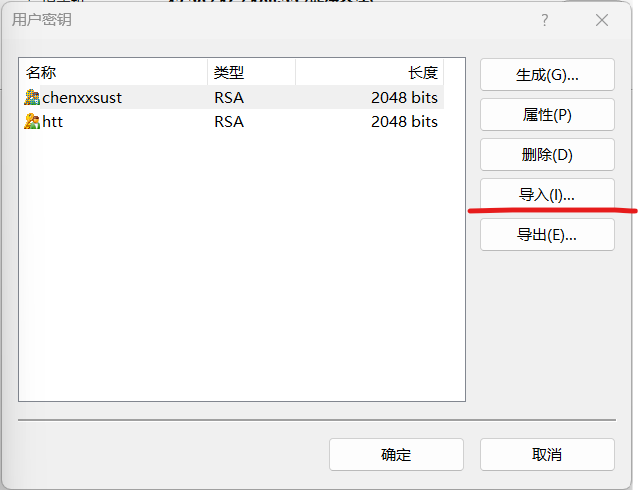 用户密钥
?
名称 类型 长度
chenxxsust RSA 2048 bits
htt RSA 2048 bits
生成(G)...
属性(P)
删除(D)
导入(I)...
导出(E)...
确定 取消